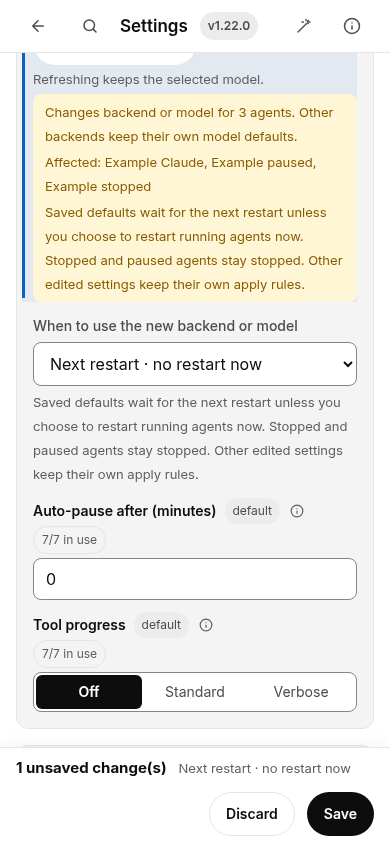 Settings v1.22.0
Refreshing keeps the selected model.
Changes backend or model for 3 agents. Other
backends keep their own model defaults.
Affected: Example Claude, Example paused,
Example stopped
Saved defaults wait for the next restart unless
you choose to restart running agents now.
Stopped and paused agents stay stopped. Other
edited settings keep their own apply rules.
When to use the new backend or model
Next restart · no restart now
Saved defaults wait for the next restart unless you
choose to restart running agents now. Stopped and
paused agents stay stopped. Other edited settings
keep their own apply rules.
Auto-pause after (minutes) default
7/7 in use
0
Tool progress default
7/7 in use
Off Standard Verbose
1 unsaved change(s) Next restart · no restart now
Discard Save